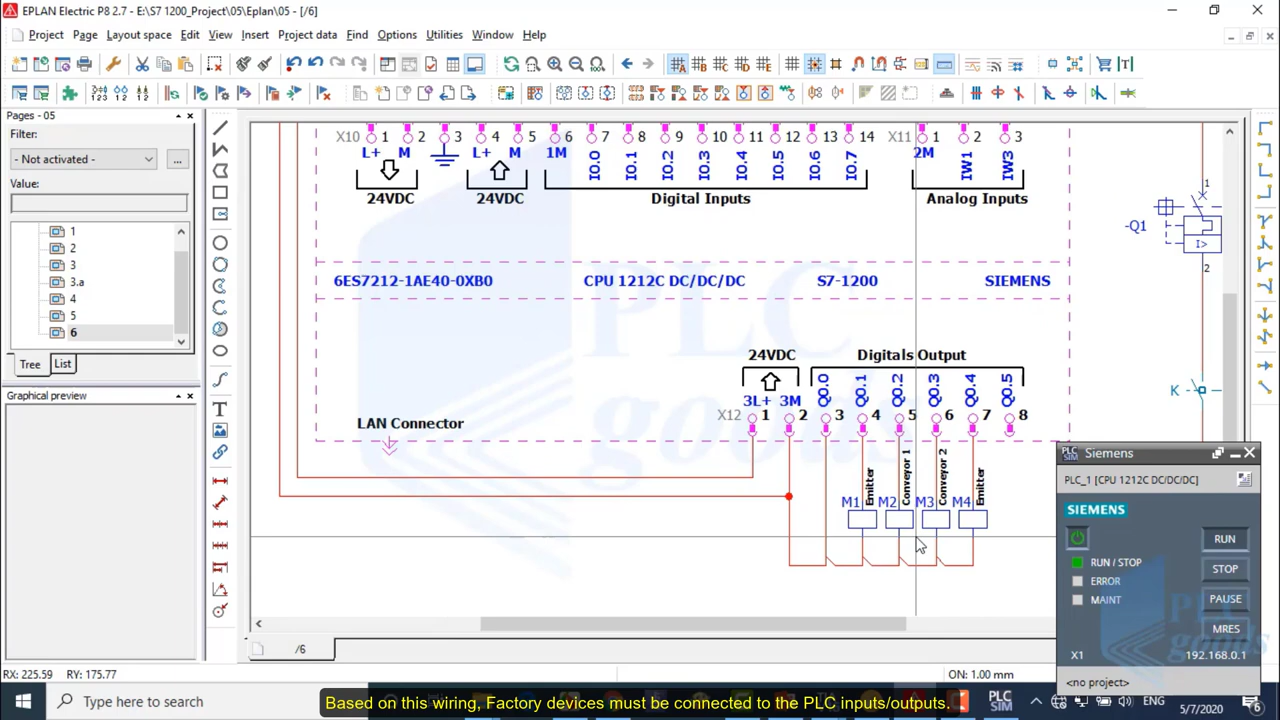 EPLAN Electric P8 2.7 - E:\S7 1200_Project\05\Eplan\05 - [/6]
Project Page Layout space Edit View Insert Project data Find Options Utilities Window Help
Pages - 05
Filter:
- Not activated -
...
Value:
1
2
3
3.a
4
5
6
Tree List
Graphical preview
X10 1 2 3 4 5 6 7 8 9 10 11 12 13 14 X11 1 2 3
L+ M L+ M 1M I0.0 I0.1 I0.2 I0.3 I0.4 I0.5 I0.6 I0.7 2M IW1 IW3
24VDC 24VDC Digital Inputs Analog Inputs
1
-Q1
I>
2
6ES7212-1AE40-0XB0 CPU 1212C DC/DC/DC S7-1200 SIEMENS
PLC
goods
24VDC Digitals Output
3L+ 3M Q0.0 Q0.1 Q0.2 Q0.3 Q0.4 Q0.5
X12 1 2 3 4 5 6 7 8
K
LAN Connector
Emitter Conveyor 1 Conveyor 2 Emitter
M1 M2 M3 M4
PLC SIM Siemens
PLC_1 [CPU 1212C DC/DC/DC]
SIEMENS
RUN
RUN / STOP
STOP
ERROR
MAINT
PAUSE
MRES
X1 192.168.0.1
<no project>
/6
RX: 225.59 RY: 175.77 ON: 1.00 mm
Type here to search
Based on this wiring, Factory devices must be connected to the PLC inputs/outputs.
PLC SIM
ENG
5/7/2020
6